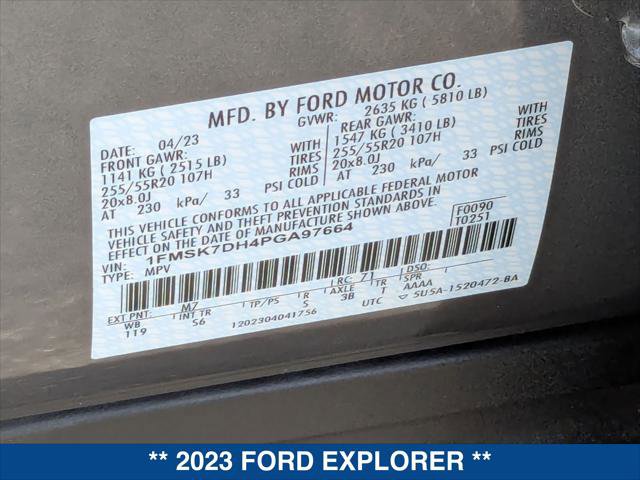 MFD. BY FORD MOTOR CO.
DATE: 04/23 GVWR: 2635 KG ( 5810 LB)
FRONT GAWR: WITH REAR GAWR: WITH
1141 KG ( 2515 LB) TIRES 1547 KG ( 3410 LB) TIRES
255/55R20 107H RIMS 255/55R20 107H RIMS
20x8.0J 20x8.0J
AT 230 kPa/ 33 PSI COLD AT 230 kPa/ 33 PSI COLD
THIS VEHICLE CONFORMS TO ALL APPLICABLE FEDERAL MOTOR
VEHICLE SAFETY AND THEFT PREVENTION STANDARDS IN
EFFECT ON THE DATE OF MANUFACTURE SHOWN ABOVE.
VIN: 1FMSK7DH4PGA97664 F0090
TYPE: MPV T0251
EXT PNT: M7 RC: 71 DSO:
WB INT TR TP/PS R AXLE T SPR
119 S6 S 3B T AAAA
1202304041756 UTC 5U5A-1520472-BA
** 2023 FORD EXPLORER **